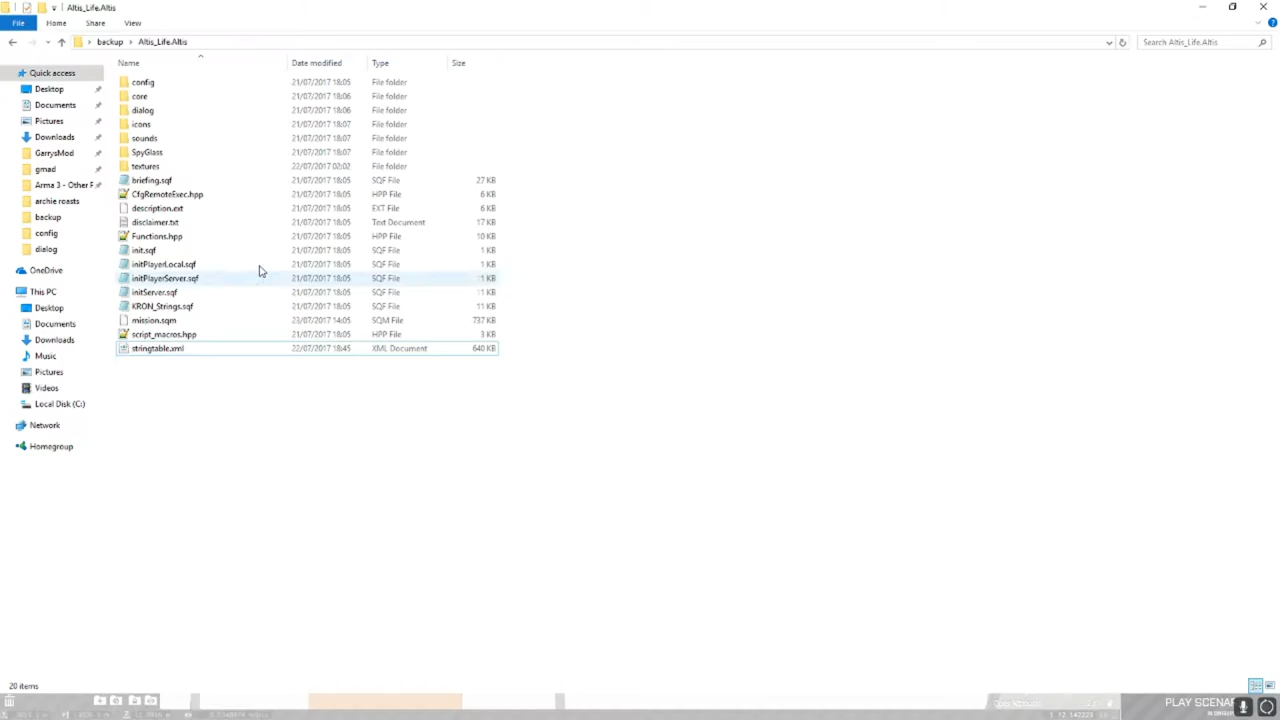 Altis_Life.Altis
File Home Share View
backup › Altis_Life.Altis
Search Altis_Life.Altis
Name Date modified Type Size
Quick access
Desktop
Documents
Pictures
Downloads
GarrysMod
gmad
Arma 3 - Other F
archie roasts
backup
config
dialog
OneDrive
This PC
Desktop
Documents
Downloads
Music
Pictures
Videos
Local Disk (C:)
Network
Homegroup
config 21/07/2017 18:05 File folder
core 21/07/2017 18:06 File folder
dialog 21/07/2017 18:06 File folder
icons 21/07/2017 18:07 File folder
sounds 21/07/2017 18:07 File folder
SpyGlass 21/07/2017 18:07 File folder
textures 22/07/2017 02:02 File folder
briefing.sqf 21/07/2017 18:05 SQF File 27 KB
CfgRemoteExec.hpp 21/07/2017 18:05 HPP File 6 KB
description.ext 21/07/2017 18:05 EXT File 6 KB
disclaimer.txt 21/07/2017 18:05 Text Document 17 KB
Functions.hpp 21/07/2017 18:05 HPP File 10 KB
init.sqf 21/07/2017 18:05 SQF File 1 KB
initPlayerLocal.sqf 21/07/2017 18:05 SQF File 1 KB
initPlayerServer.sqf 21/07/2017 18:05 SQF File 1 KB
initServer.sqf 21/07/2017 18:05 SQF File 11 KB
KRON_Strings.sqf 21/07/2017 18:05 SQF File 11 KB
mission.sqm 23/07/2017 14:05 SQM File 737 KB
script_macros.hpp 21/07/2017 18:05 HPP File 3 KB
stringtable.xml 22/07/2017 18:45 XML Document 640 KB
20 items
PLAY SCENAR